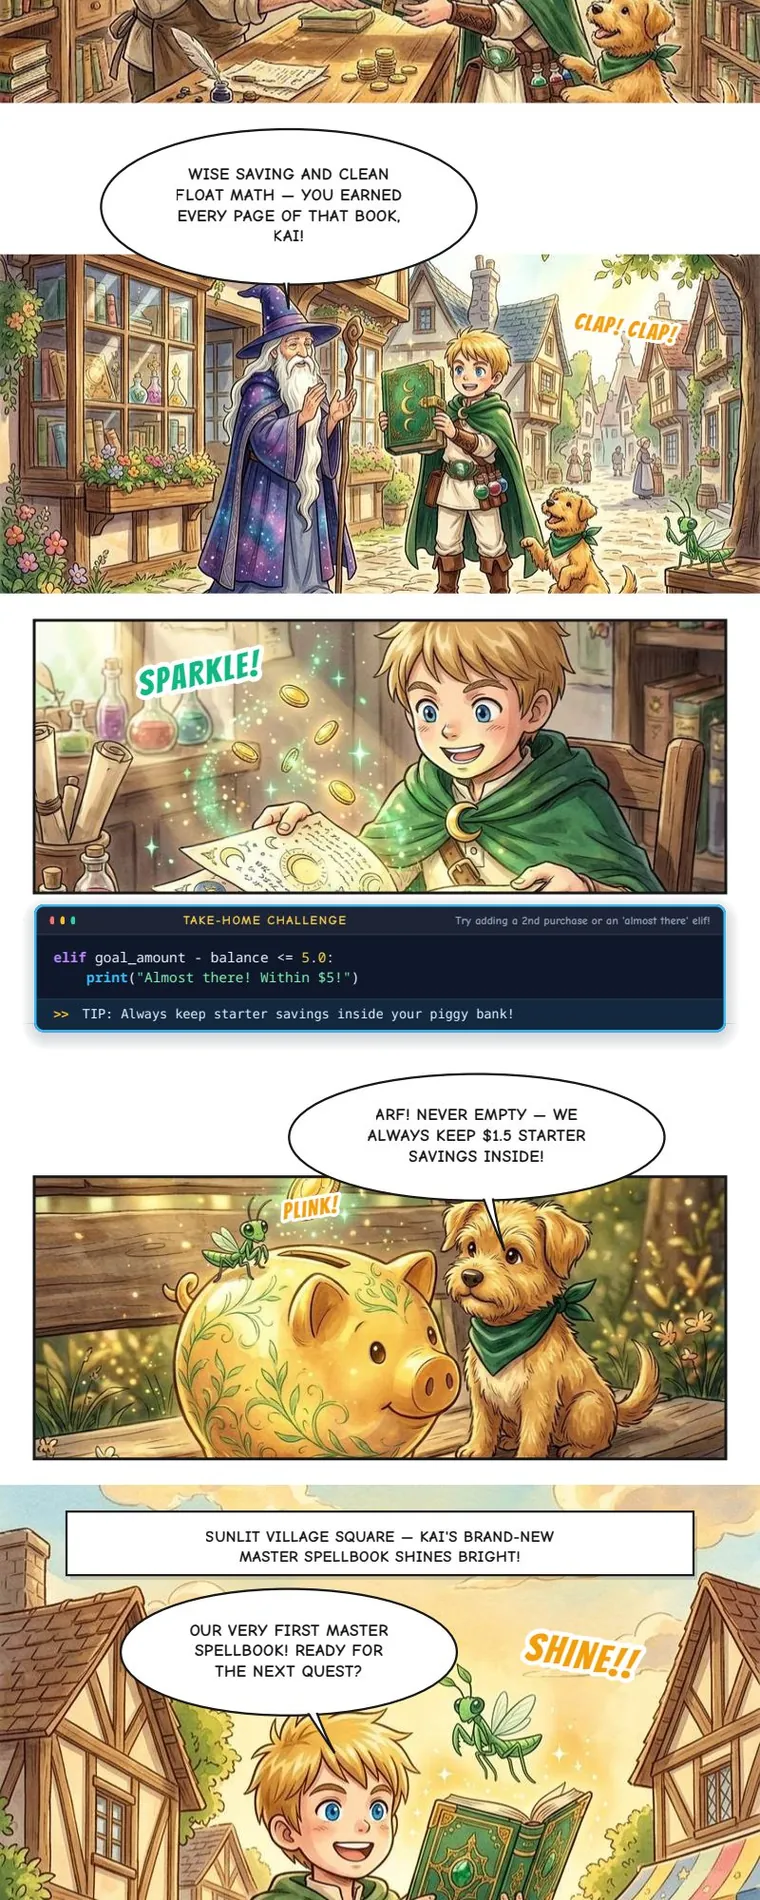 WISE SAVING AND CLEAN
FLOAT MATH — YOU EARNED
EVERY PAGE OF THAT BOOK,
KAI!
CLAP! CLAP!
SPARKLE!
TAKE-HOME CHALLENGE
Try adding a 2nd purchase or an 'almost there' elif!
elif goal_amount - balance <= 5.0:
    print("Almost there! Within $5!")
>> TIP: Always keep starter savings inside your piggy bank!
ARF! NEVER EMPTY — WE
ALWAYS KEEP $1.5 STARTER
SAVINGS INSIDE!
PLINK!
SUNLIT VILLAGE SQUARE — KAI'S BRAND-NEW
MASTER SPELLBOOK SHINES BRIGHT!
OUR VERY FIRST MASTER
SPELLBOOK! READY FOR
THE NEXT QUEST?
SHINE!!